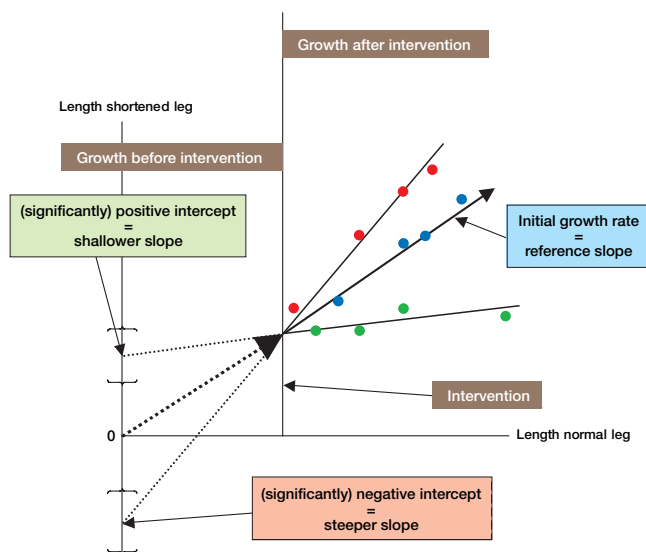 Growth after intervention
Length shortened leg
Growth before intervention
(significantly) positive intercept
=
shallower slope
Initial growth rate
=
reference slope
Intervention
0
Length normal leg
(significantly) negative intercept
=
steeper slope